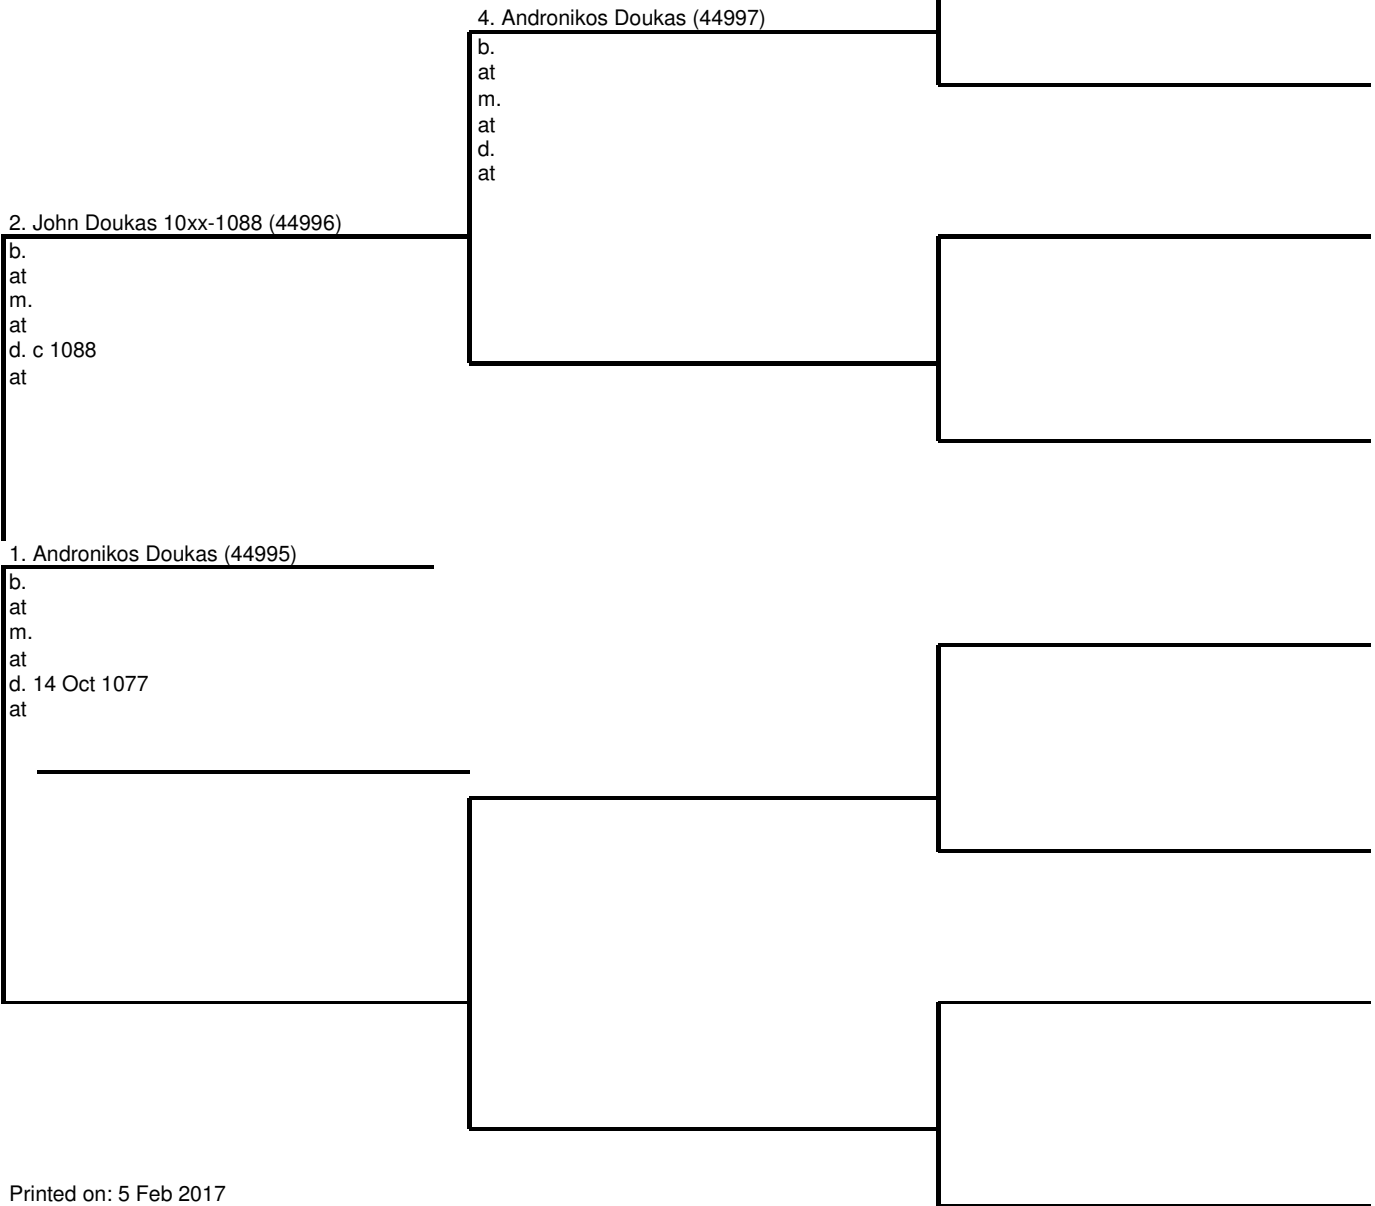 4. Andronikos Doukas (44997)
b.
at
m.
at
d.
at
2. John Doukas 10xx-1088 (44996)
b.
at
m.
at
d. c 1088
at
1. Andronikos Doukas (44995)
b.
at
m.
at
d. 14 Oct 1077
at
Printed on: 5 Feb 2017